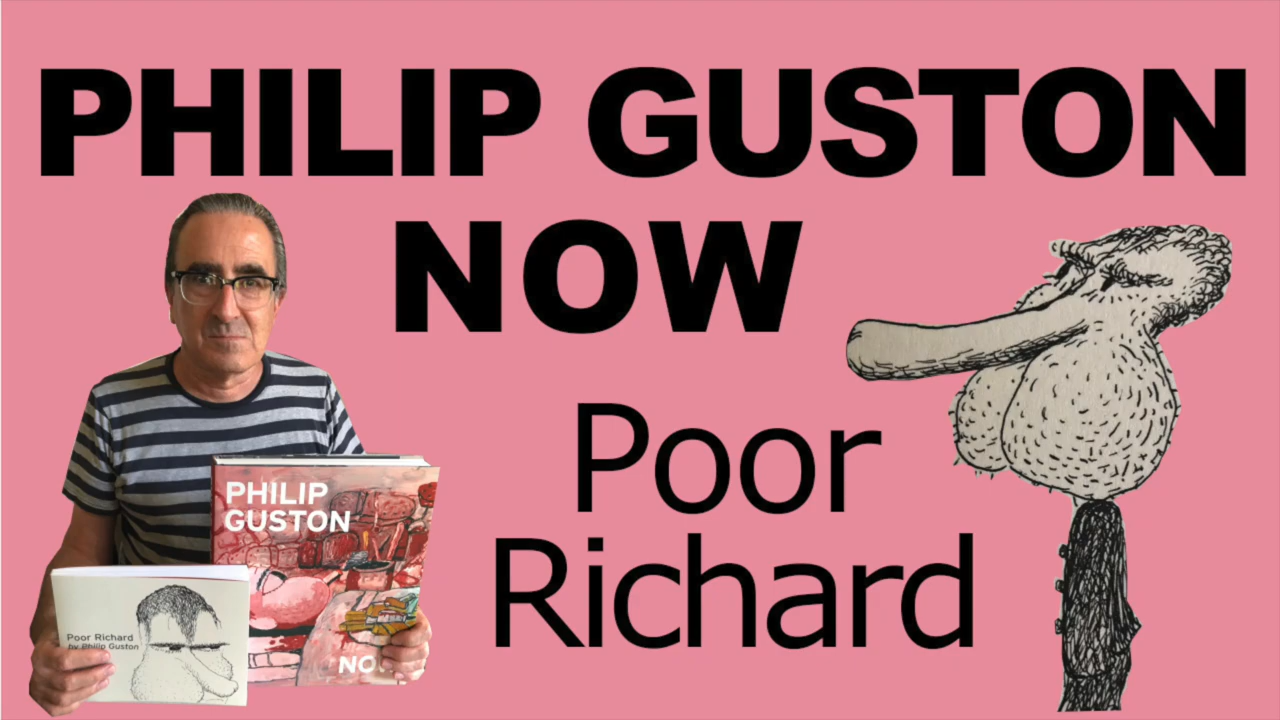 PHILIP GUSTON
NOW
Poor
Richard
PHILIP
GUSTON
NO
Poor Richard
by Philip Guston